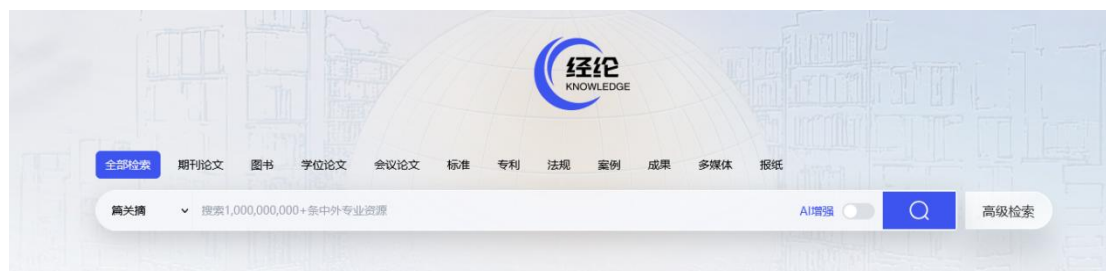 经纶
KNOWLEDGE
全部检索 期刊论文 图书 学位论文 会议论文 标准 专利 法规 案例 成果 多媒体 报纸
篇关摘 搜索1,000,000,000+条中外专业资源 AI增强 高级检索